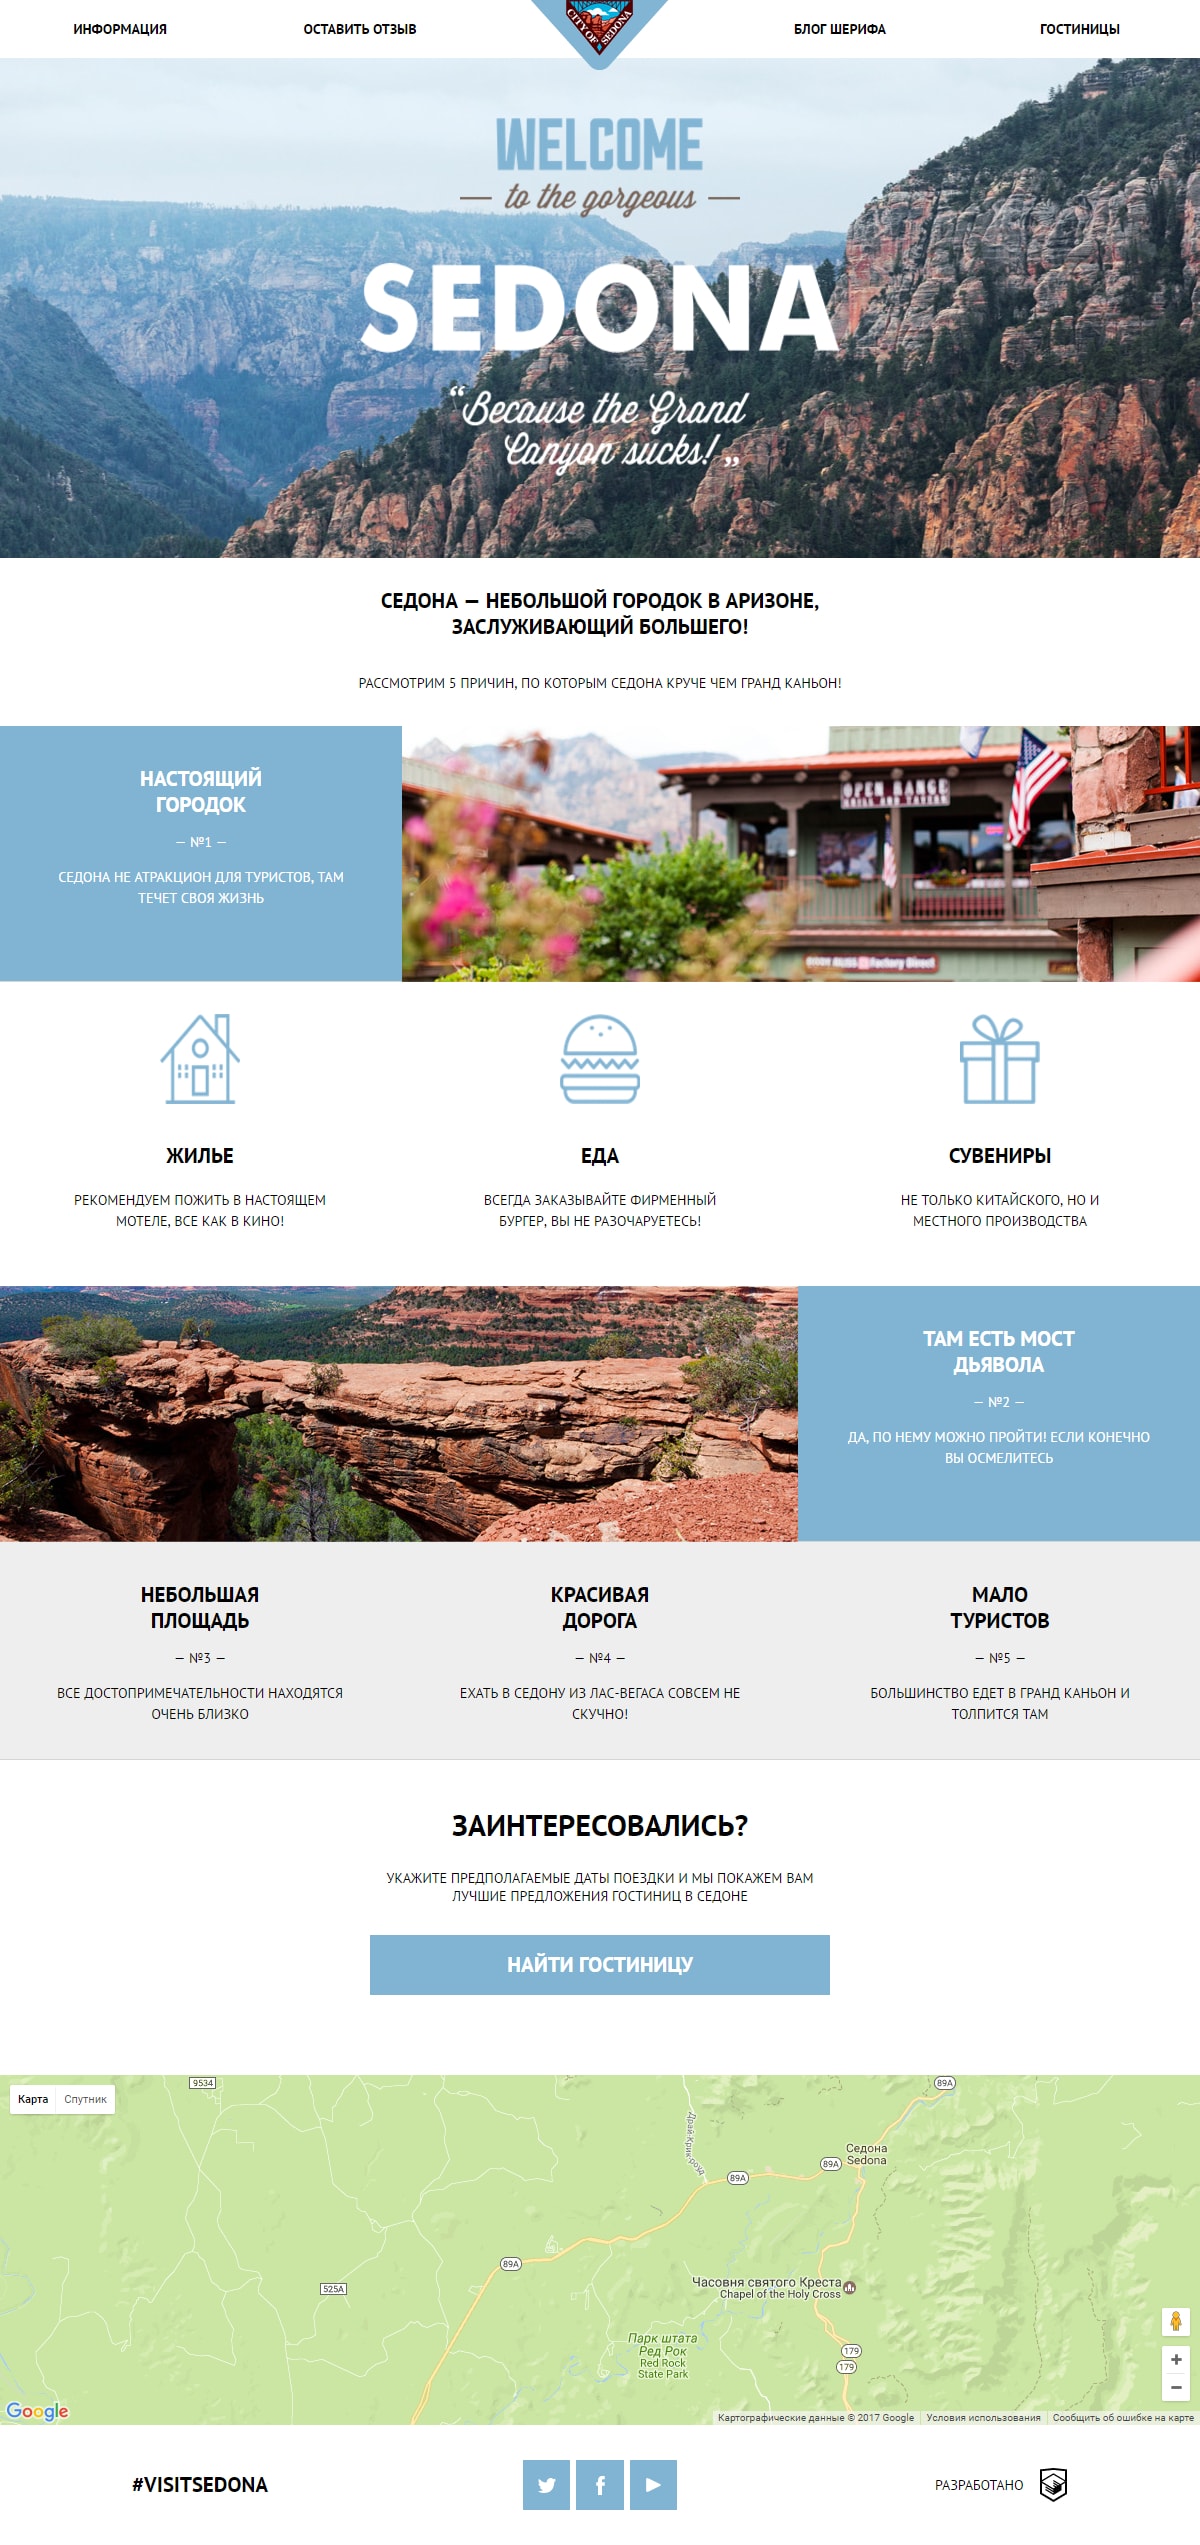 ИНФОРМАЦИЯ
ОСТАВИТЬ ОТЗЫВ
CITY OF SEDONA
БЛОГ ШЕРИФА
ГОСТИНИЦЫ
WELCOME
— to the gorgeous —
SEDONA
“Because the Grand
Canyon sucks! „
СЕДОНА — НЕБОЛЬШОЙ ГОРОДОК В АРИЗОНЕ,
ЗАСЛУЖИВАЮЩИЙ БОЛЬШЕГО!
РАССМОТРИМ 5 ПРИЧИН, ПО КОТОРЫМ СЕДОНА КРУЧЕ ЧЕМ ГРАНД КАНЬОН!
НАСТОЯЩИЙ
ГОРОДОК
— №1 —
СЕДОНА НЕ АТРАКЦИОН ДЛЯ ТУРИСТОВ, ТАМ
ТЕЧЕТ СВОЯ ЖИЗНЬ
OPEN RANGE
GRILL AND TAVERN
Factory Direct
ЖИЛЬЕ
РЕКОМЕНДУЕМ ПОЖИТЬ В НАСТОЯЩЕМ
МОТЕЛЕ, ВСЕ КАК В КИНО!
ЕДА
ВСЕГДА ЗАКАЗЫВАЙТЕ ФИРМЕННЫЙ
БУРГЕР, ВЫ НЕ РАЗОЧАРУЕТЕСЬ!
СУВЕНИРЫ
НЕ ТОЛЬКО КИТАЙСКОГО, НО И
МЕСТНОГО ПРОИЗВОДСТВА
ТАМ ЕСТЬ МОСТ
ДЬЯВОЛА
— №2 —
ДА, ПО НЕМУ МОЖНО ПРОЙТИ! ЕСЛИ КОНЕЧНО
ВЫ ОСМЕЛИТЕСЬ
НЕБОЛЬШАЯ
ПЛОЩАДЬ
— №3 —
ВСЕ ДОСТОПРИМЕЧАТЕЛЬНОСТИ НАХОДЯТСЯ
ОЧЕНЬ БЛИЗКО
КРАСИВАЯ
ДОРОГА
— №4 —
ЕХАТЬ В СЕДОНУ ИЗ ЛАС-ВЕГАСА СОВСЕМ НЕ
СКУЧНО!
МАЛО
ТУРИСТОВ
— №5 —
БОЛЬШИНСТВО ЕДЕТ В ГРАНД КАНЬОН И
ТОЛПИТСЯ ТАМ
ЗАИНТЕРЕСОВАЛИСЬ?
УКАЖИТЕ ПРЕДПОЛАГАЕМЫЕ ДАТЫ ПОЕЗДКИ И МЫ ПОКАЖЕМ ВАМ
ЛУЧШИЕ ПРЕДЛОЖЕНИЯ ГОСТИНИЦ В СЕДОНЕ
НАЙТИ ГОСТИНИЦУ
Карта
Спутник
9534
89A
Драй-Крик-роуд
Седона
Sedona
89A
89A
89A
525A
Часовня святого Креста
Chapel of the Holy Cross
Парк штата
Ред Рок
Red Rock
State Park
179
179
+
−
Google
Картографические данные © 2017 Google
Условия использования
Сообщить об ошибке на карте
#VISITSEDONA
РАЗРАБОТАНО